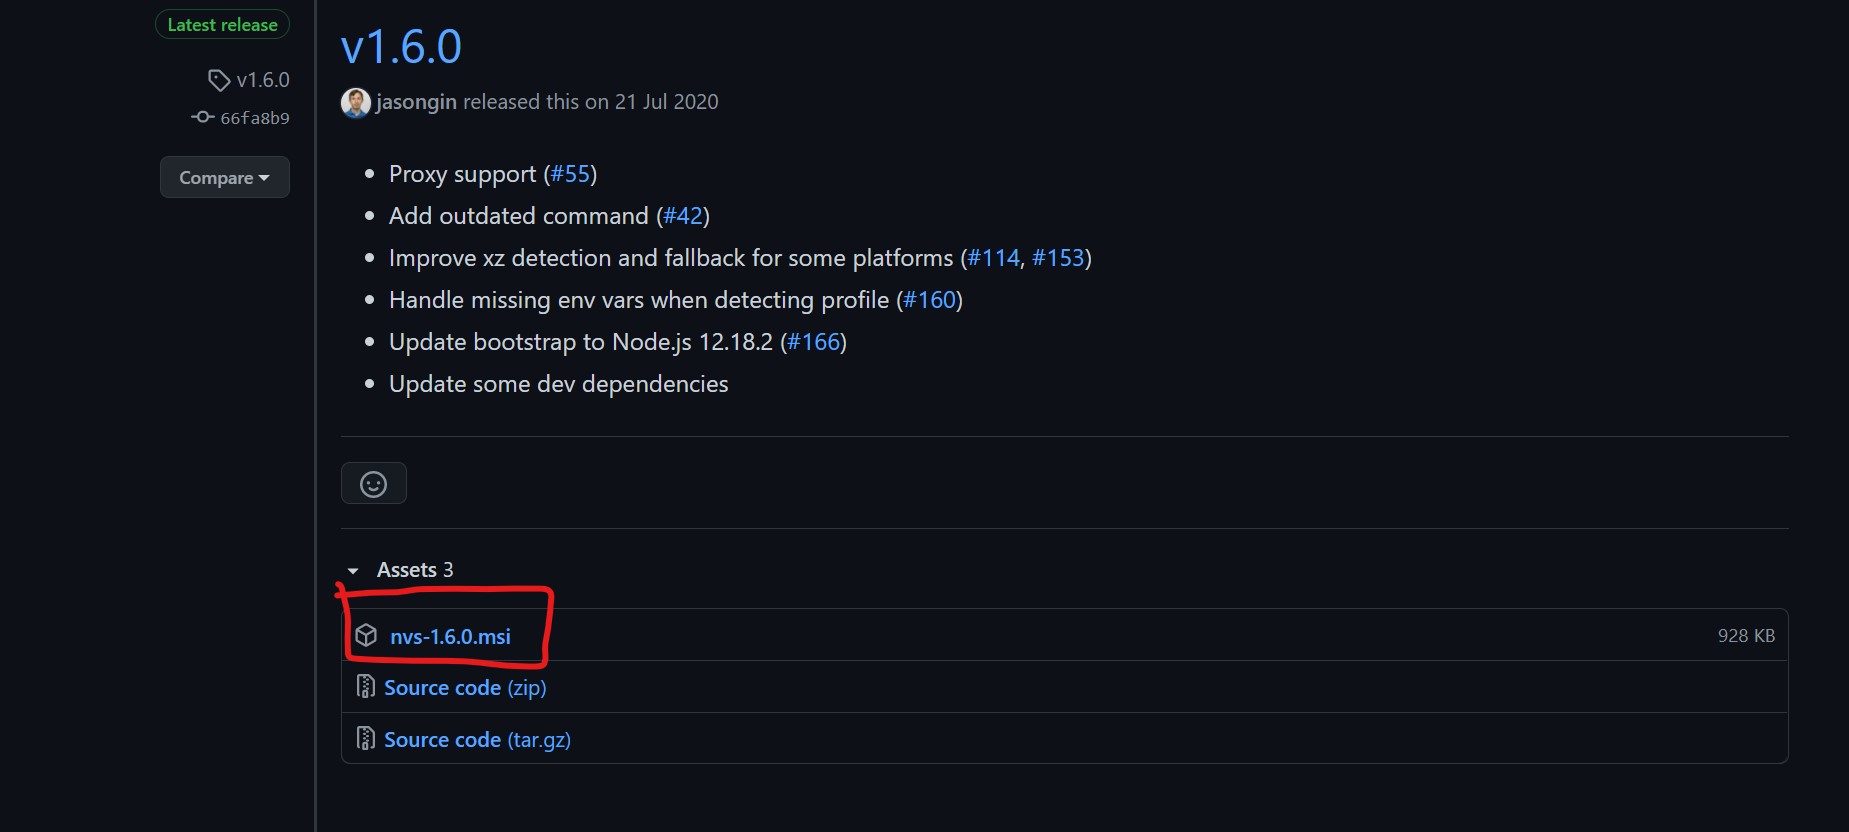 Latest release
v1.6.0
66fa8b9
Compare
v1.6.0
jasongin released this on 21 Jul 2020
Proxy support (#55)
Add outdated command (#42)
Improve xz detection and fallback for some platforms (#114, #153)
Handle missing env vars when detecting profile (#160)
Update bootstrap to Node.js 12.18.2 (#166)
Update some dev dependencies
Assets 3
nvs-1.6.0.msi 928 KB
Source code (zip)
Source code (tar.gz)